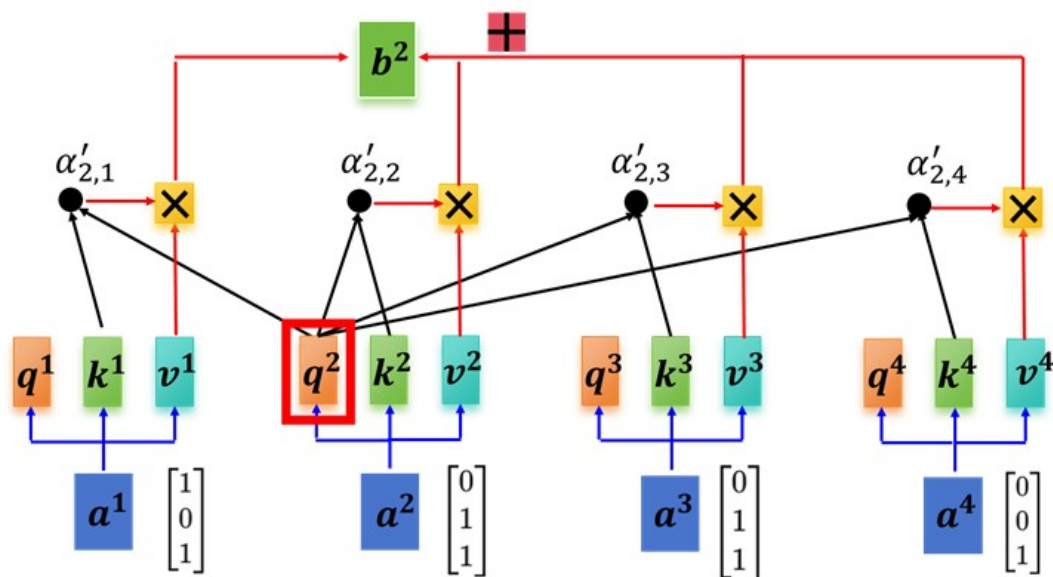 b²
α′₂,₁ α′₂,₂ α′₂,₃ α′₂,₄
q¹ k¹ v¹ q² k² v² q³ k³ v³ q⁴ k⁴ v⁴
a¹ [1 0 1] a² [0 1 1] a³ [0 1 1] a⁴ [0 0 1]